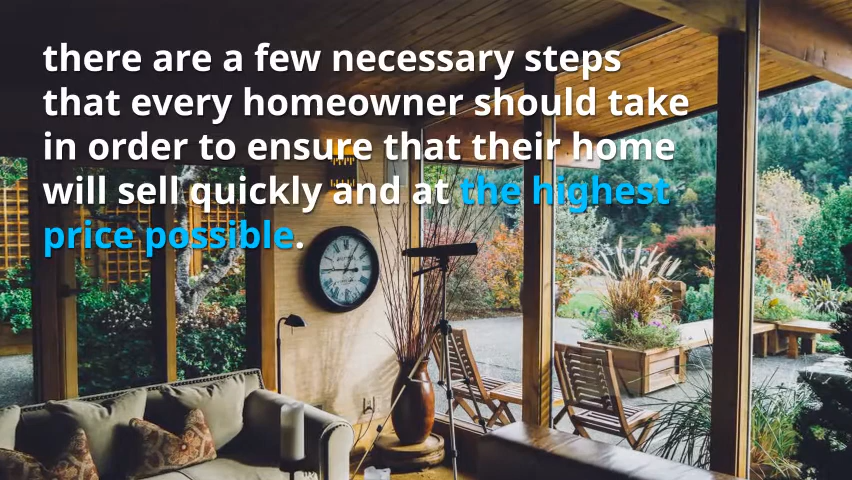 there are a few necessary steps
that every homeowner should take
in order to ensure that their home
will sell quickly and at the highest
price possible.